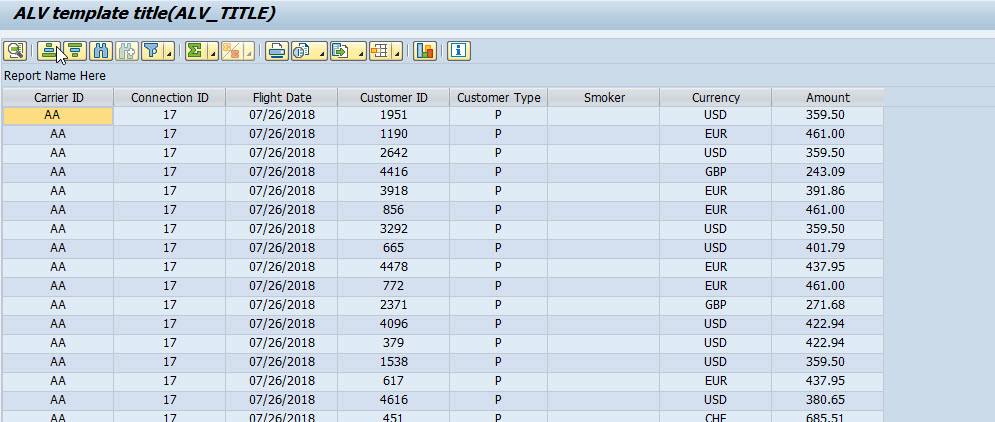 ALV template title(ALV_TITLE)
Report Name Here
Carrier ID Connection ID Flight Date Customer ID Customer Type Smoker Currency Amount
AA 17 07/26/2018 1951 P USD 359.50
AA 17 07/26/2018 1190 P EUR 461.00
AA 17 07/26/2018 2642 P USD 359.50
AA 17 07/26/2018 4416 P GBP 243.09
AA 17 07/26/2018 3918 P EUR 391.86
AA 17 07/26/2018 856 P EUR 461.00
AA 17 07/26/2018 3292 P USD 359.50
AA 17 07/26/2018 665 P USD 401.79
AA 17 07/26/2018 4478 P EUR 437.95
AA 17 07/26/2018 772 P EUR 461.00
AA 17 07/26/2018 2371 P GBP 271.68
AA 17 07/26/2018 4096 P USD 422.94
AA 17 07/26/2018 379 P USD 422.94
AA 17 07/26/2018 1538 P USD 359.50
AA 17 07/26/2018 617 P EUR 437.95
AA 17 07/26/2018 4616 P USD 380.65
AA 17 07/26/2018 451 P CHF 685.51